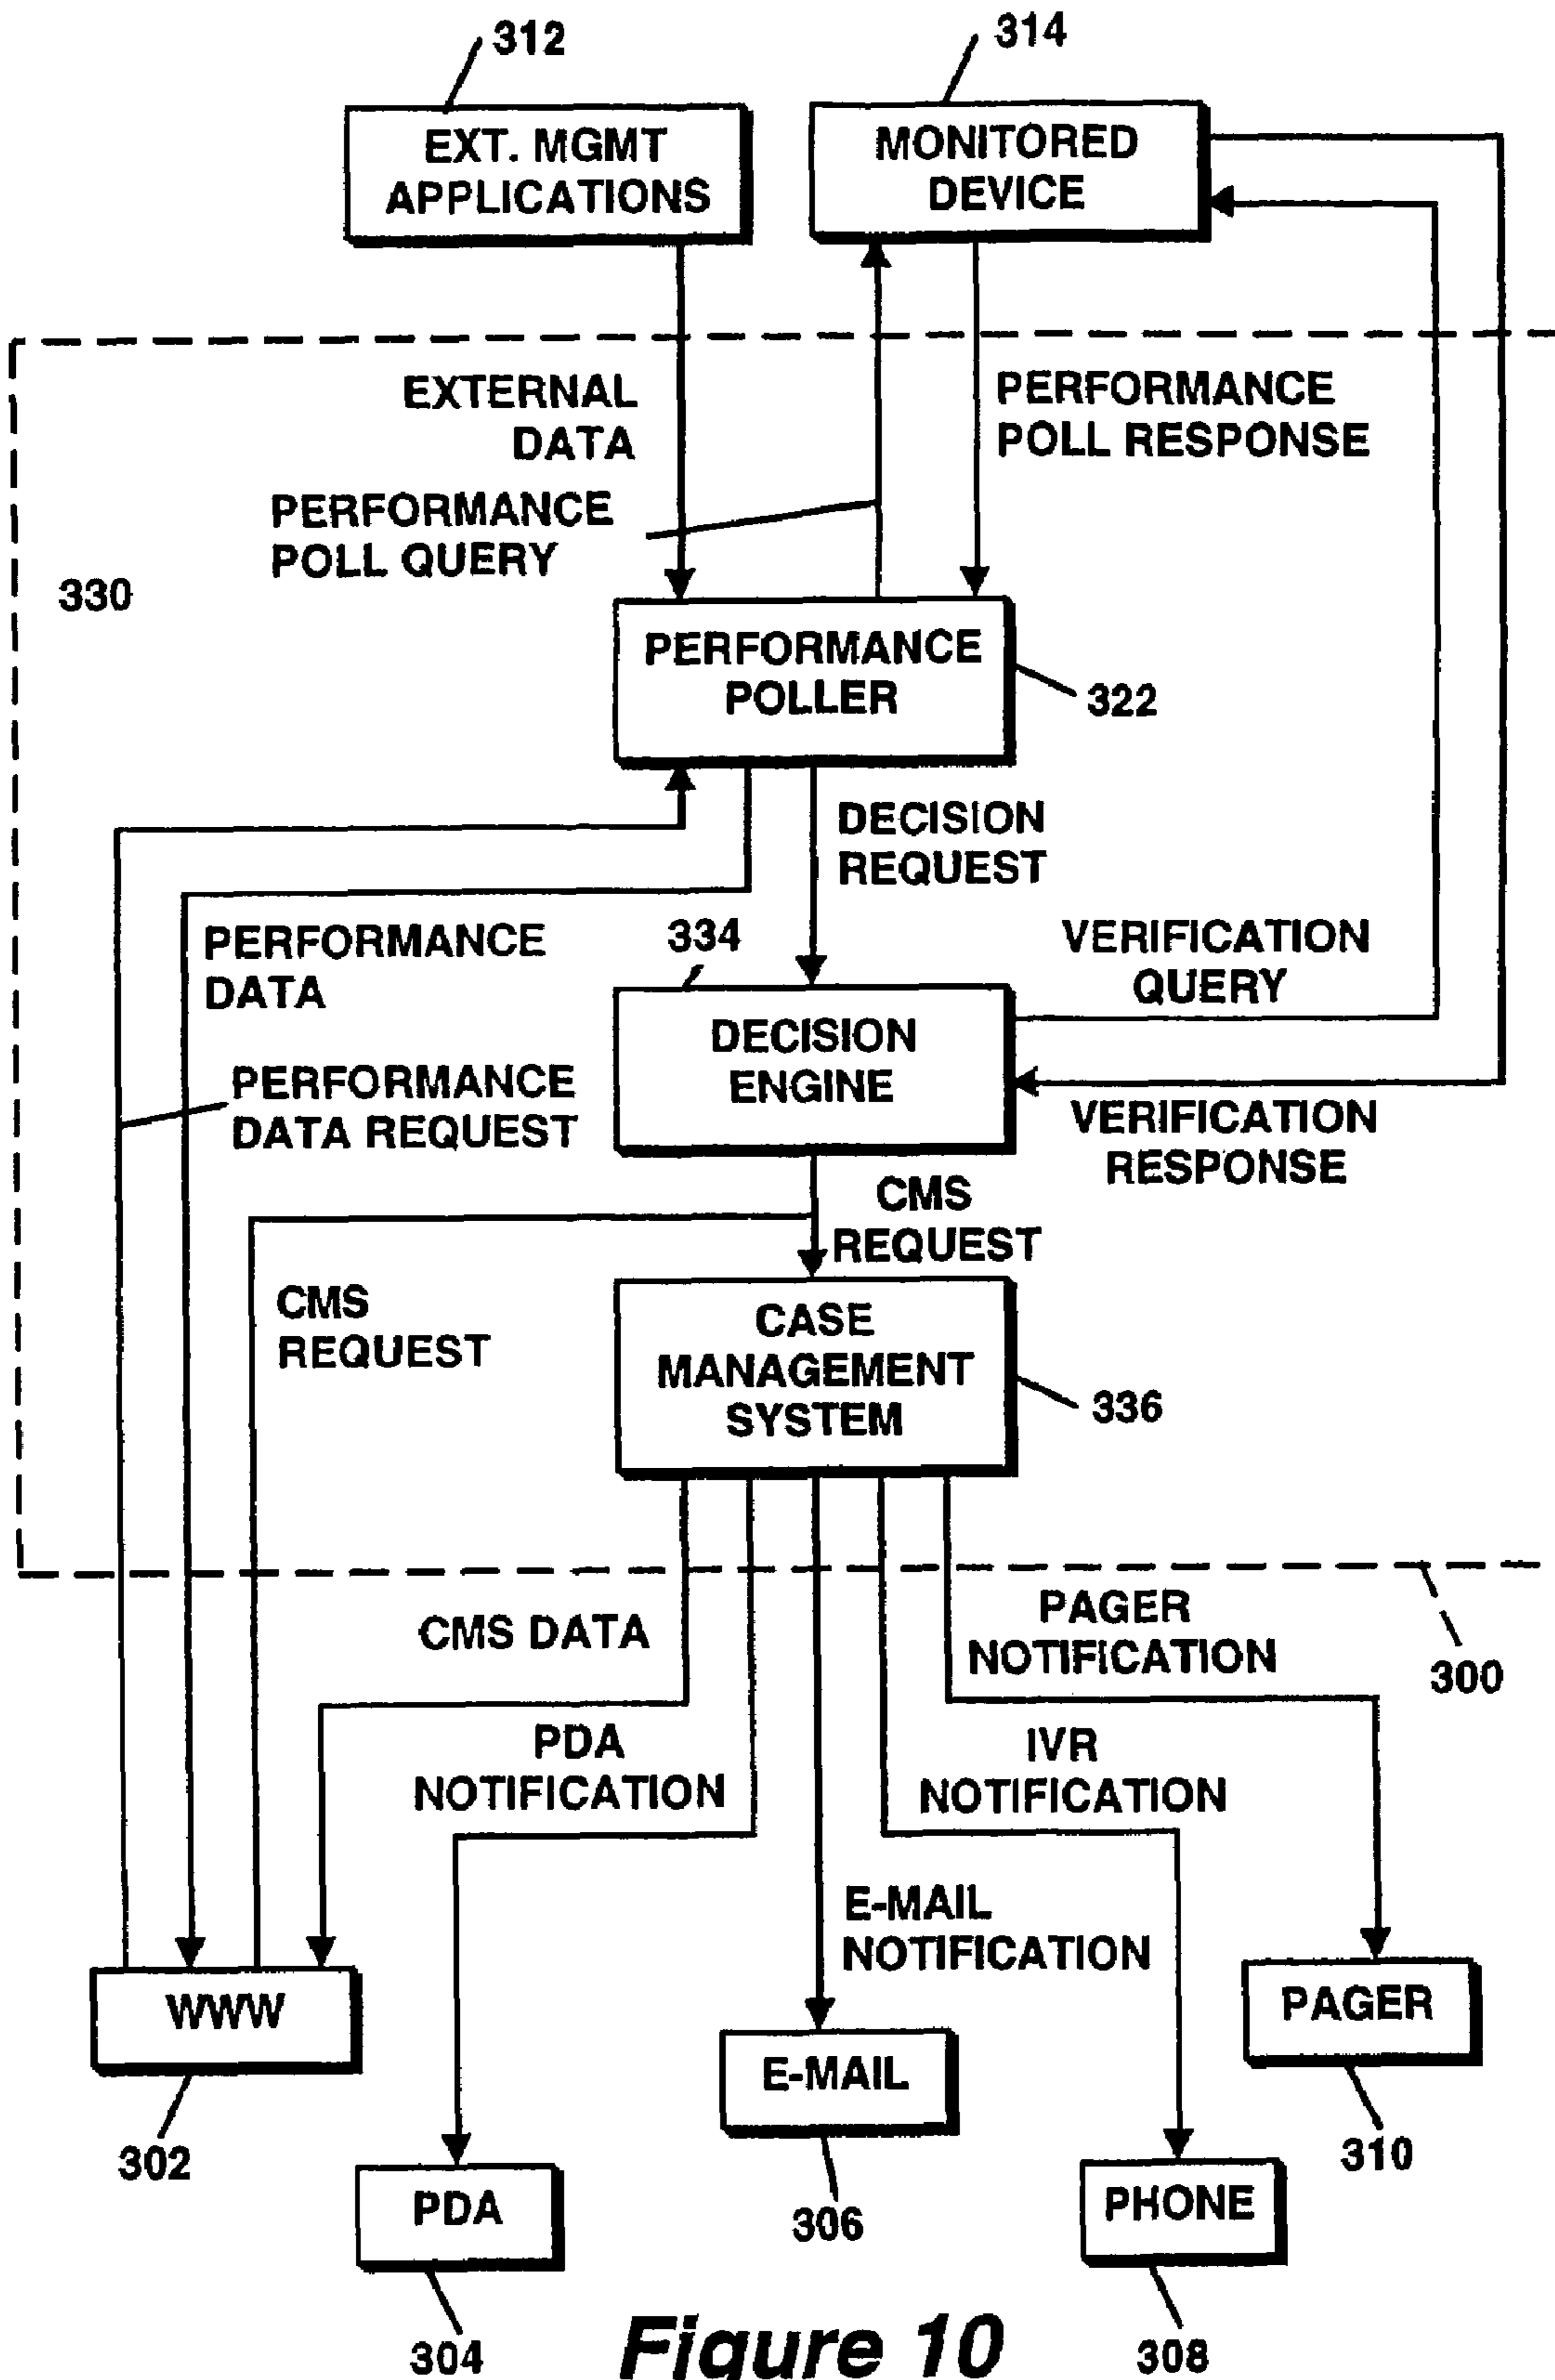 312
314
EXT. MGMT
APPLICATIONS
MONITORED
DEVICE
EXTERNAL
DATA
PERFORMANCE
POLL RESPONSE
PERFORMANCE
POLL QUERY
330
PERFORMANCE
POLLER
322
DECISION
REQUEST
PERFORMANCE
DATA
334
VERIFICATION
QUERY
DECISION
ENGINE
PERFORMANCE
DATA REQUEST
VERIFICATION
RESPONSE
CMS
REQUEST
CMS
REQUEST
CASE
MANAGEMENT
SYSTEM
336
CMS DATA
PAGER
NOTIFICATION
300
PDA
NOTIFICATION
IVR
NOTIFICATION
E-MAIL
NOTIFICATION
WWW
PAGER
E-MAIL
302
310
PDA
306
PHONE
304
308
Figure 10